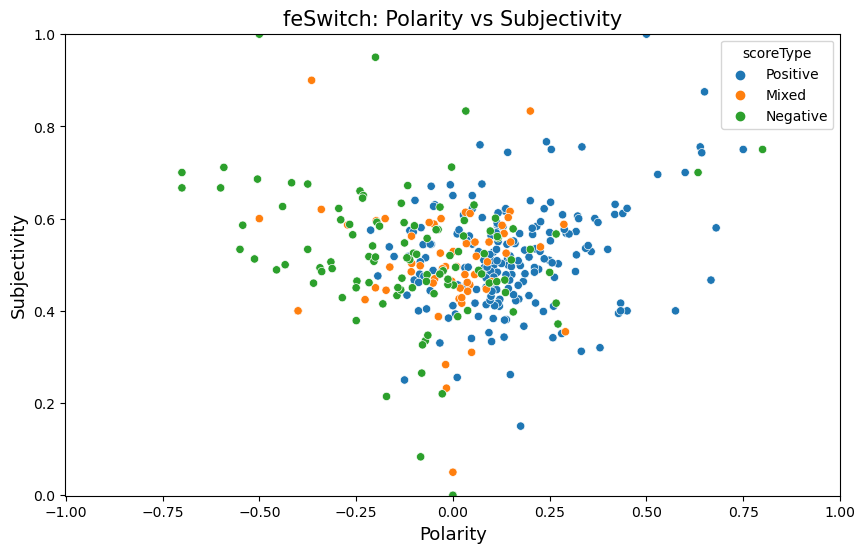 feSwitch: Polarity vs Subjectivity
scoreType
Positive
Mixed
Negative
Subjectivity
1.0
0.8
0.6
0.4
0.2
0.0
−1.00 −0.75 −0.50 −0.25 0.00 0.25 0.50 0.75 1.00
Polarity